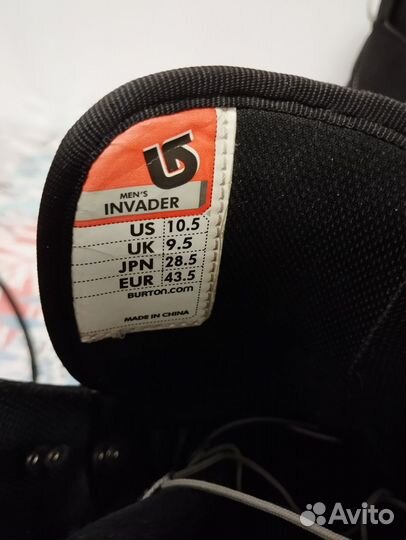 MEN'S
INVADER
US 10.5
UK 9.5
JPN 28.5
EUR 43.5
BURTON.COM
MADE IN CHINA
Avito